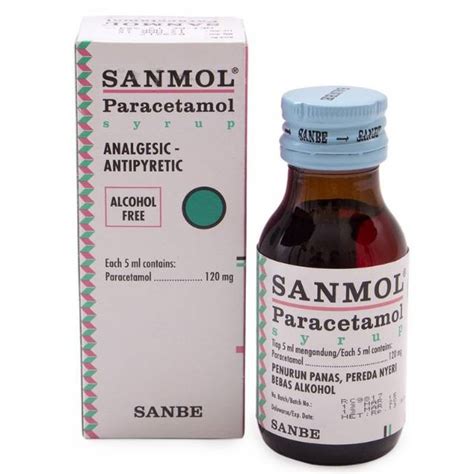 SANMOL®
Paracetamol
syrup
ANALGESIC -
ANTIPYRETIC
ALCOHOL
FREE
Each 5 ml contains:
Paracetamol .................... 120 mg
SANBE
SANBE → SANBE
SANMOL®
Paracetamol
syrup
Tiap 5 ml mengandung/Each 5 ml contains:
Paracetamol ............................ 120 mg
PENURUN PANAS, PEREDA NYERI
BEBAS ALKOHOL
No. Batch/Batch No. :
Daluwarsa/Exp. Date :
SANBE